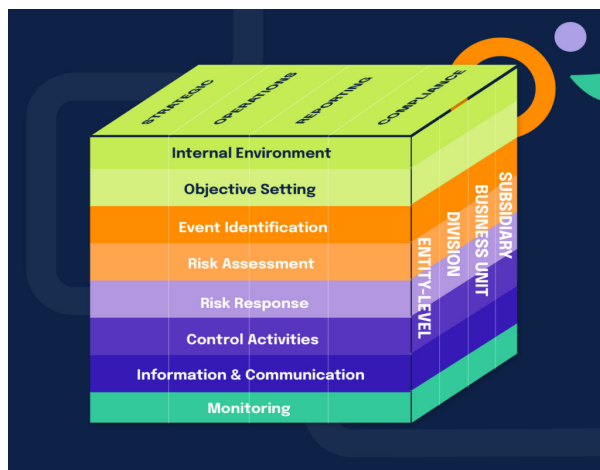 STRATEGIC
OPERATIONS
REPORTING
COMPLIANCE
Internal Environment
Objective Setting
Event Identification
Risk Assessment
Risk Response
Control Activities
Information & Communication
Monitoring
ENTITY-LEVEL
DIVISION
BUSINESS UNIT
SUBSIDIARY